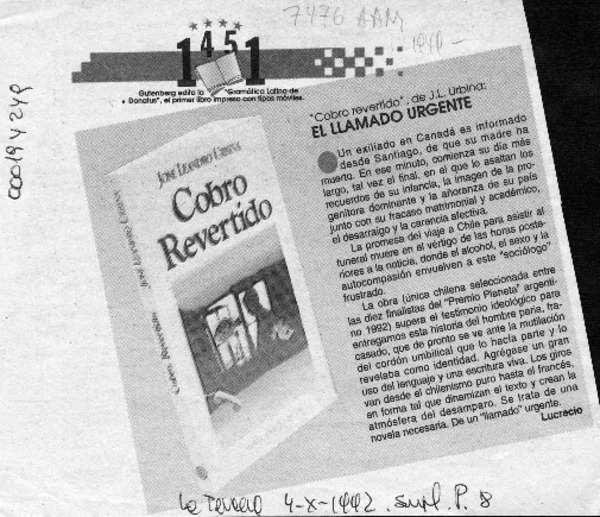 7476 AAM
1940 -
1451
Gutenberg edita la "Gramática Latina de
Donatus", el primer libro impreso con tipos móviles.
000194249
"Cobro revertido", de J.L. Urbina:
EL LLAMADO URGENTE
Un exiliado en Canadá es informado
desde Santiago, de que su madre ha
muerto. En ese minuto, comienza su día más
largo, tal vez el final, en el que lo asaltan los
recuerdos de su infancia, la imagen de la pro-
genitora dominante y la añoranza de su país
junto con su fracaso matrimonial y académico,
el desarraigo y la carencia afectiva.
La promesa del viaje a Chile para asistir al
funeral muere en el vértigo de las horas poste-
riores a la noticia, donde el alcohol, el sexo y la
autocompasión envuelven a este "sociólogo"
frustrado.
La obra (única chilena seleccionada entre
las diez finalistas del "Premio Planeta" argenti-
no 1992) supera el testimonio ideológico para
entregarnos esta historia del hombre paria, fra-
casado, que de pronto se ve ante la mutilación
del cordón umbilical que lo hacía parte y lo
revelaba como identidad. Agrégase un gran
uso del lenguaje y una escritura viva. Los giros
van desde el chilenismo puro hasta el francés,
en forma tal que dinamizan el texto y crean la
atmósfera del desamparo. Se trata de una
novela necesaria. De un "llamado" urgente.
Lucrecio
JOSÉ LEANDRO URBINA
Cobro
Revertido
JOSÉ LEANDRO URBINA
COBRO REVERTIDO
La Tercera 4-X-1992. supl. P. 8